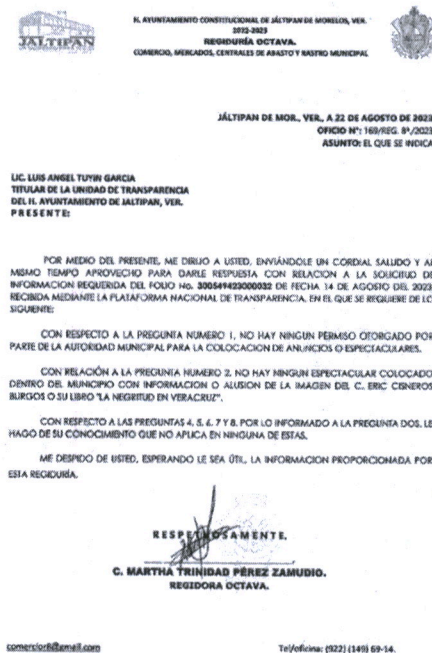 JALTIPAN
H. AYUNTAMIENTO CONSTITUCIONAL DE JÁLTIPAN DE MORELOS, VER.
2022-2023
REGIDURÍA OCTAVA.
COMERCIO, MERCADOS, CENTRALES DE ABASTO Y RASTRO MUNICIPAL
JÁLTIPAN DE MOR., VER., A 22 DE AGOSTO DE 2023
OFICIO N°: 169/REG. 8ª./2023
ASUNTO: EL QUE SE INDICA
LIC. LUIS ANGEL TUYIN GARCIA
TITULAR DE LA UNIDAD DE TRANSPARENCIA
DEL H. AYUNTAMIENTO DE JALTIPAN, VER.
P R E S E N T E:
POR MEDIO DEL PRESENTE, ME DIRIJO A USTED, ENVIÁNDOLE UN CORDIAL SALUDO Y AL
MISMO TIEMPO APROVECHO PARA DARLE RESPUESTA CON RELACION A LA SOLICITUD DE
INFORMACION REQUERIDA DEL FOLIO No. 300549423000032 DE FECHA 14 DE AGOSTO DEL 2023
RECIBIDA MEDIANTE LA PLATAFORMA NACIONAL DE TRANSPARENCIA, EN EL QUE SE REQUIERE DE LO
SIGUIENTE:
CON RESPECTO A LA PREGUNTA NUMERO 1, NO HAY NINGUN PERMISO OTORGADO POR
PARTE DE LA AUTORIDAD MUNICIPAL PARA LA COLOCACION DE ANUNCIOS O ESPECTACULARES.
CON RELACIÓN A LA PREGUNTA NUMERO 2, NO HAY NINGUN ESPECTACULAR COLOCADO
DENTRO DEL MUNICIPIO CON INFORMACION O ALUSION DE LA IMAGEN DEL C. ERIC CISNEROS
BURGOS O SU LIBRO "LA NEGRITUD EN VERACRUZ".
CON RESPECTO A LAS PREGUNTAS 4, 5, 6, 7 Y 8, POR LO INFORMADO A LA PREGUNTA DOS, LE
HAGO DE SU CONOCIMIENTO QUE NO APLICA EN NINGUNA DE ESTAS.
ME DESPIDO DE USTED, ESPERANDO LE SEA ÚTIL, LA INFORMACION PROPORCIONADA POR
ESTA REGIDURÍA.
RESPETUOSAMENTE.
C. MARTHA TRINIDAD PÉREZ ZAMUDIO.
REGIDORA OCTAVA.
comercior8@gmail.com
Tel/oficina: (922) (149) 69-14.